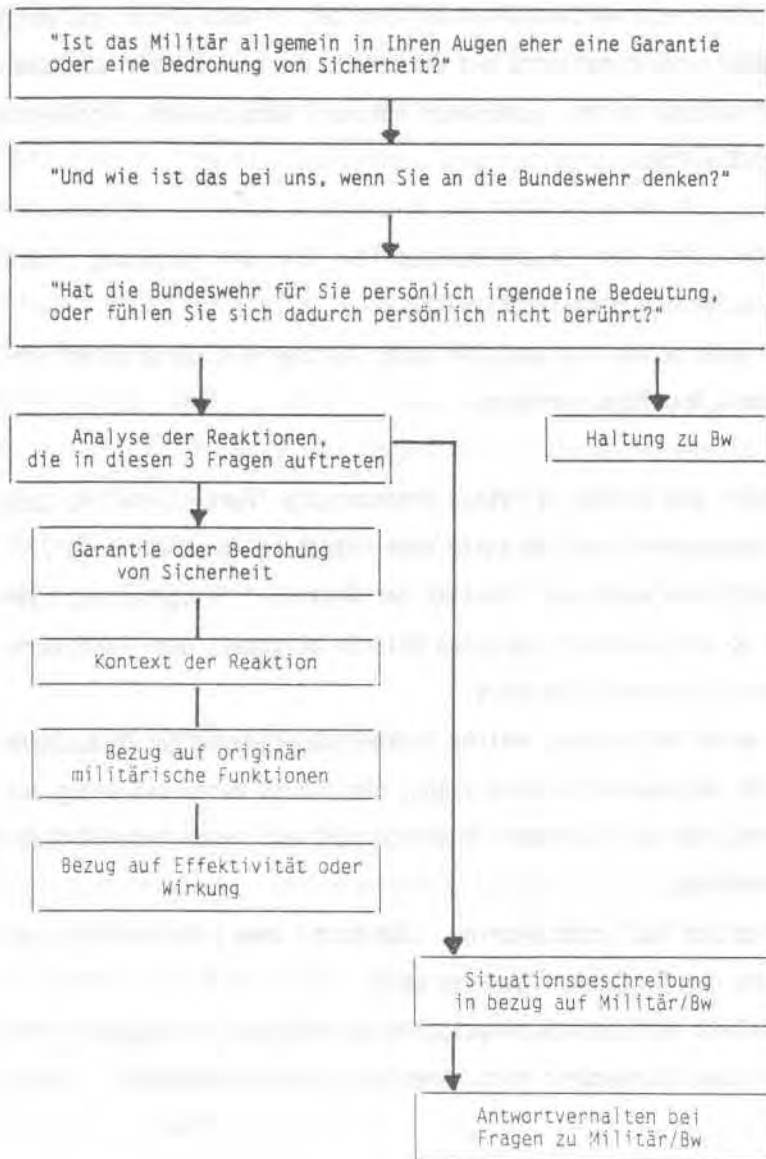 "Ist das Militär allgemein in Ihren Augen eher eine Garantie
oder eine Bedrohung von Sicherheit?"
"Und wie ist das bei uns, wenn Sie an die Bundeswehr denken?"
"Hat die Bundeswehr für Sie persönlich irgendeine Bedeutung,
oder fühlen Sie sich dadurch persönlich nicht berührt?"
Analyse der Reaktionen,
die in diesen 3 Fragen auftreten
Haltung zu Bw
Garantie oder Bedrohung
von Sicherheit
Kontext der Reaktion
Bezug auf originär
militärische Funktionen
Bezug auf Effektivität oder
Wirkung
Situationsbeschreibung
in bezug auf Militär/Bw
Antwortverhalten bei
Fragen zu Militär/Bw